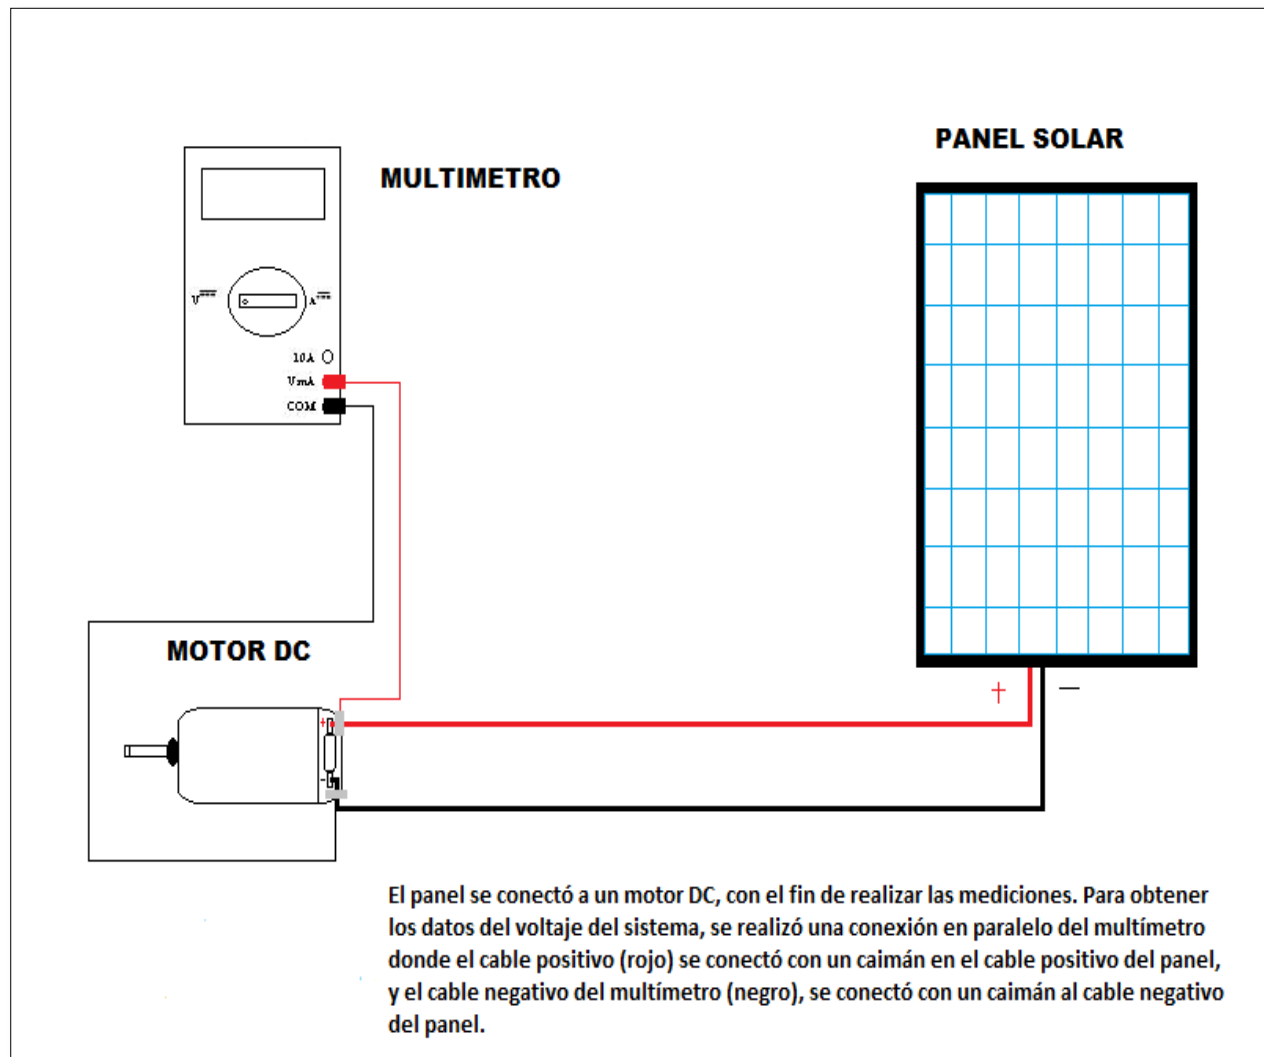 PANEL SOLAR
MULTIMETRO
V
A
10A
VmA
COM
MOTOR DC
+
-
+ —
El panel se conectó a un motor DC, con el fin de realizar las mediciones. Para obtener
los datos del voltaje del sistema, se realizó una conexión en paralelo del multímetro
donde el cable positivo (rojo) se conectó con un caimán en el cable positivo del panel,
y el cable negativo del multímetro (negro), se conectó con un caimán al cable negativo
del panel.